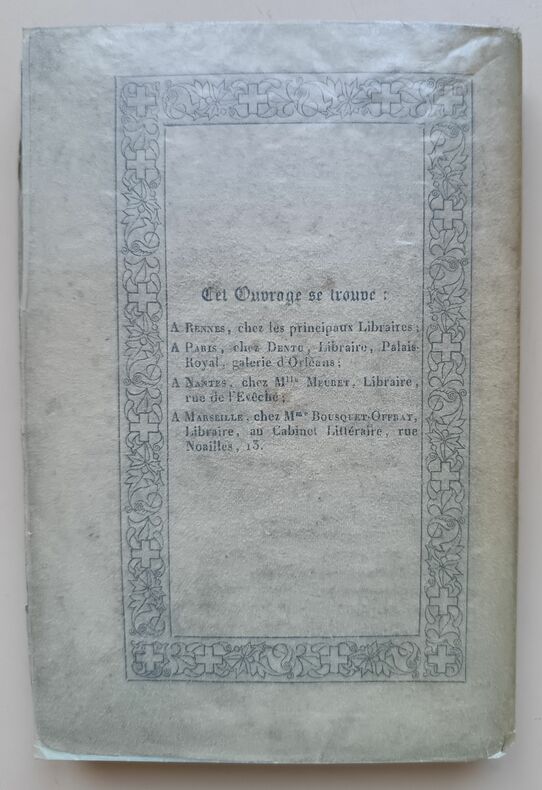 Cet Ouvrage se trouve :
A RENNES, chez les principaux Libraires;
A PARIS, chez DENTU, Libraire, Palais-
Royal, galerie d'Orléans;
A NANTES, chez Mlle MEURET, Libraire,
rue de l'Evêché;
A MARSEILLE, chez Mme BOUSQUET-OFFRAY,
Libraire, au Cabinet Littéraire, rue
Noailles, 13.